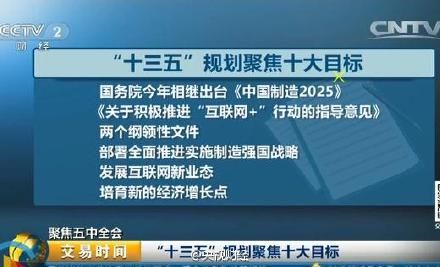 CCTV 2
财经
CNTV
“十三五”规划聚焦十大目标
国务院今年相继出台《中国制造2025》
《关于积极推进“互联网+”行动的指导意见》
两个纲领性文件
部署全面推进实施制造强国战略
发展互联网新业态
培育新的经济增长点
聚焦五中全会
交易时间
“十三五”规划聚焦十大目标